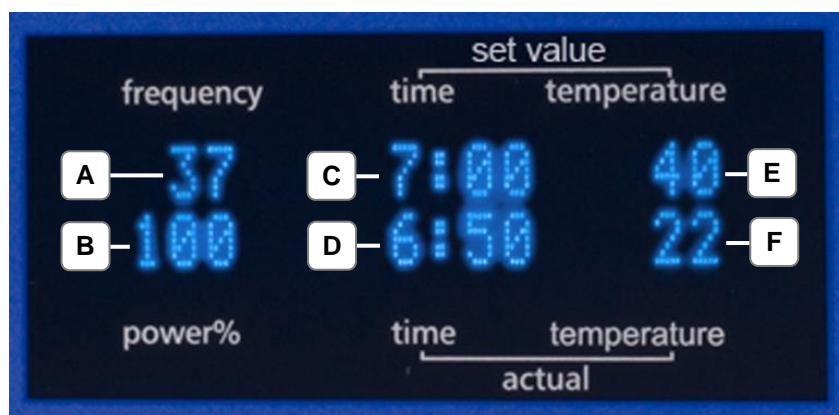 set value
frequency time temperature
A 37 C 7:00 40 E
B 100 D 6:50 22 F
power% time temperature
actual